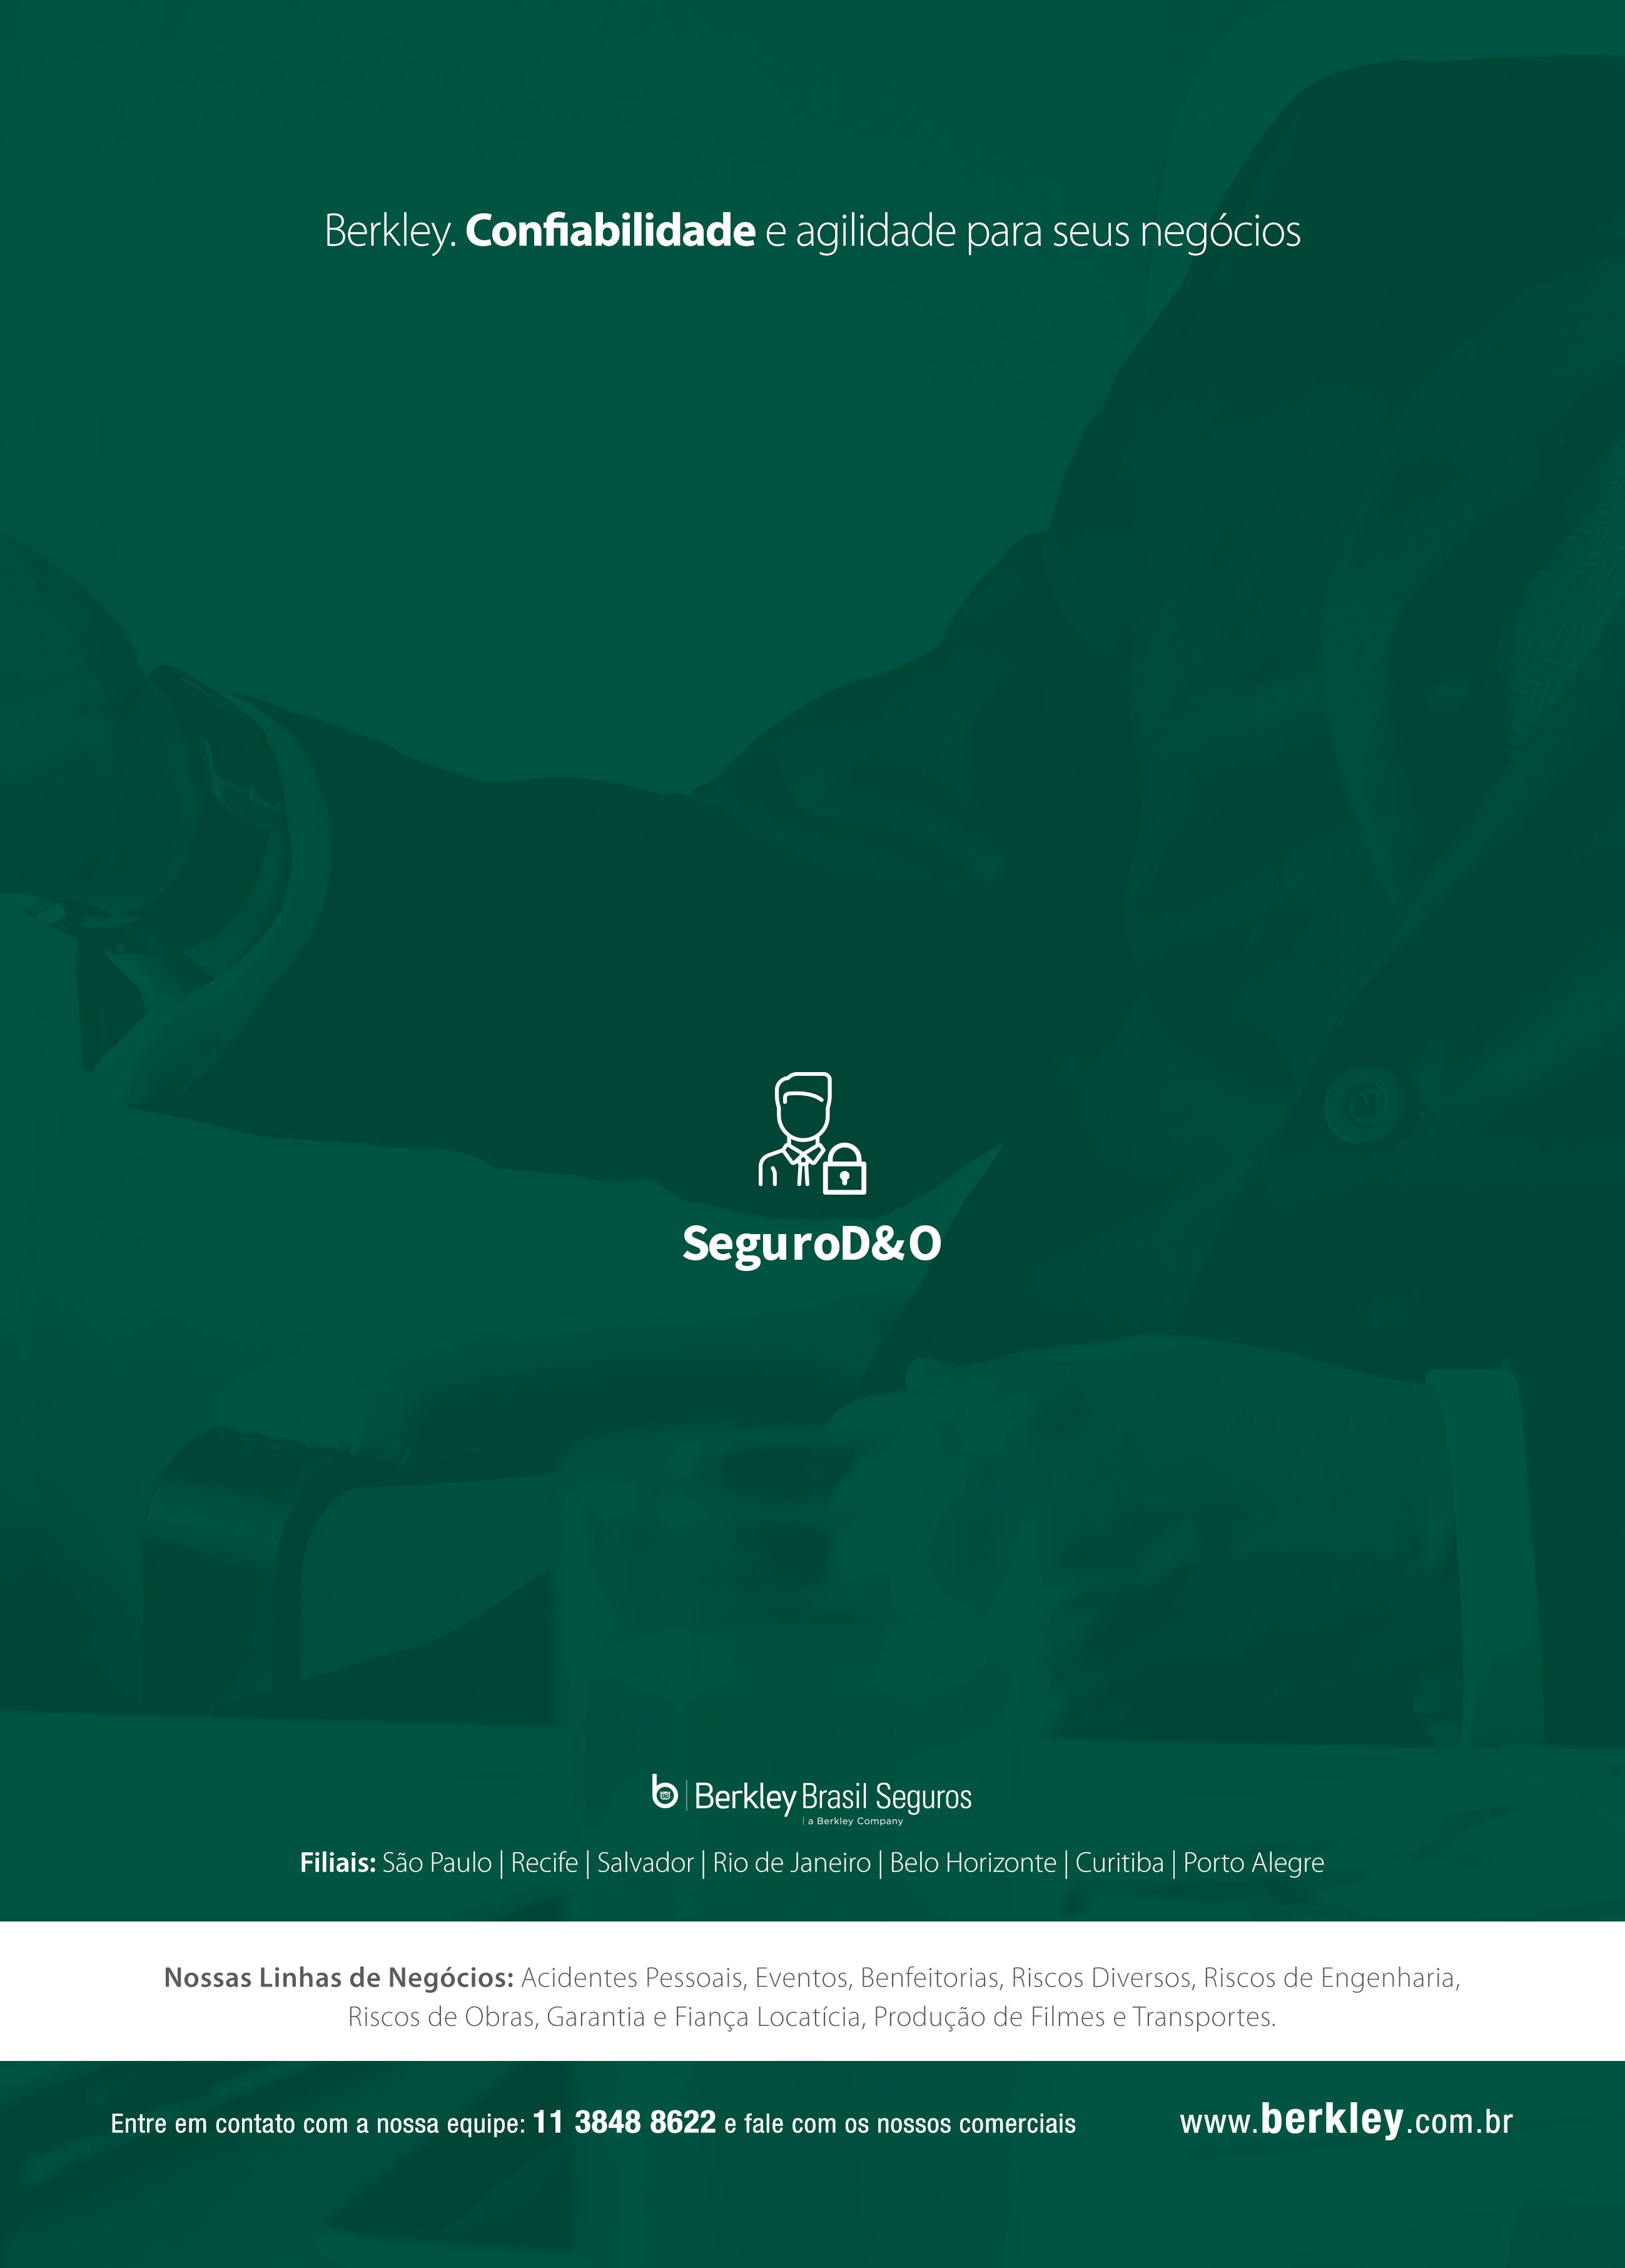 Berkley. Confiabilidade e agilidade para seus negócios
SeguroD&O
b | Berkley Brasil Seguros
| a Berkley Company
Filiais: São Paulo | Recife | Salvador | Rio de Janeiro | Belo Horizonte | Curitiba | Porto Alegre
Nossas Linhas de Negócios: Acidentes Pessoais, Eventos, Benfeitorias, Riscos Diversos, Riscos de Engenharia,
Riscos de Obras, Garantia e Fiança Locatícia, Produção de Filmes e Transportes.
Entre em contato com a nossa equipe: 11 3848 8622 e fale com os nossos comerciais
www.berkley.com.br